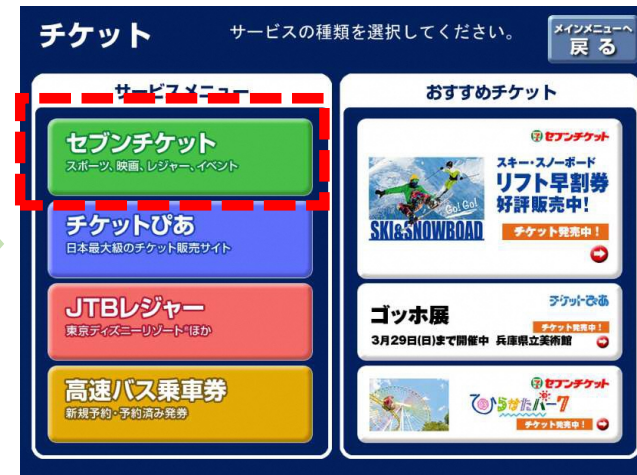 チケット
サービスの種類を選択してください。
メインメニューへ
戻る
サービスメニュー
セブンチケット
スポーツ、映画、レジャー、イベント
チケットぴあ
日本最大級のチケット販売サイト
JTBレジャー
東京ディズニーリゾート®ほか
高速バス乗車券
新規予約・予約済み発券
おすすめチケット
セブンチケット
スキー・スノーボード
リフト早割券
好評販売中!
Go! Go!
SKI&SNOWBOAD
チケット発売中!
チケットぴあ
ゴッホ展
チケット発売中!
3月29日(日)まで開催中 兵庫県立美術館
セブンチケット
ひらかたパーク
チケット発売中!